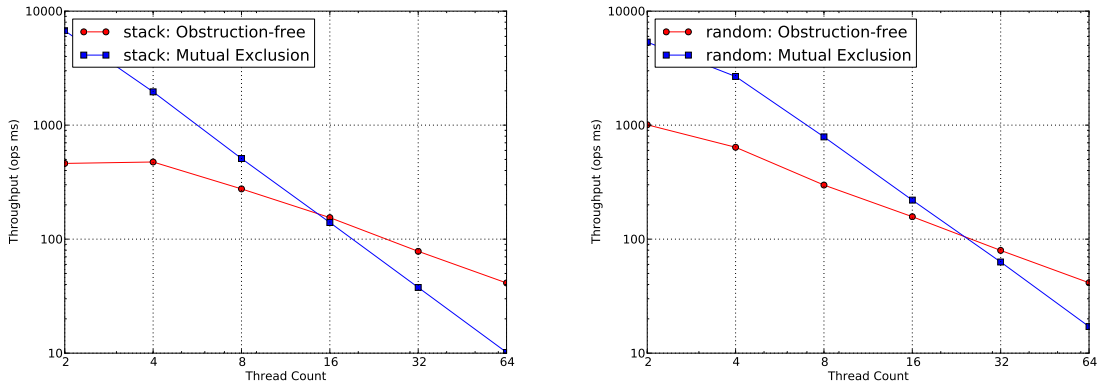 10000
1000
100
10
Throughput (ops ms)
stack: Obstruction-free
stack: Mutual Exclusion
2 4 8 16 32 64
Thread Count
10000
1000
100
10
Throughput (ops ms)
random: Obstruction-free
random: Mutual Exclusion
2 4 8 16 32 64
Thread Count